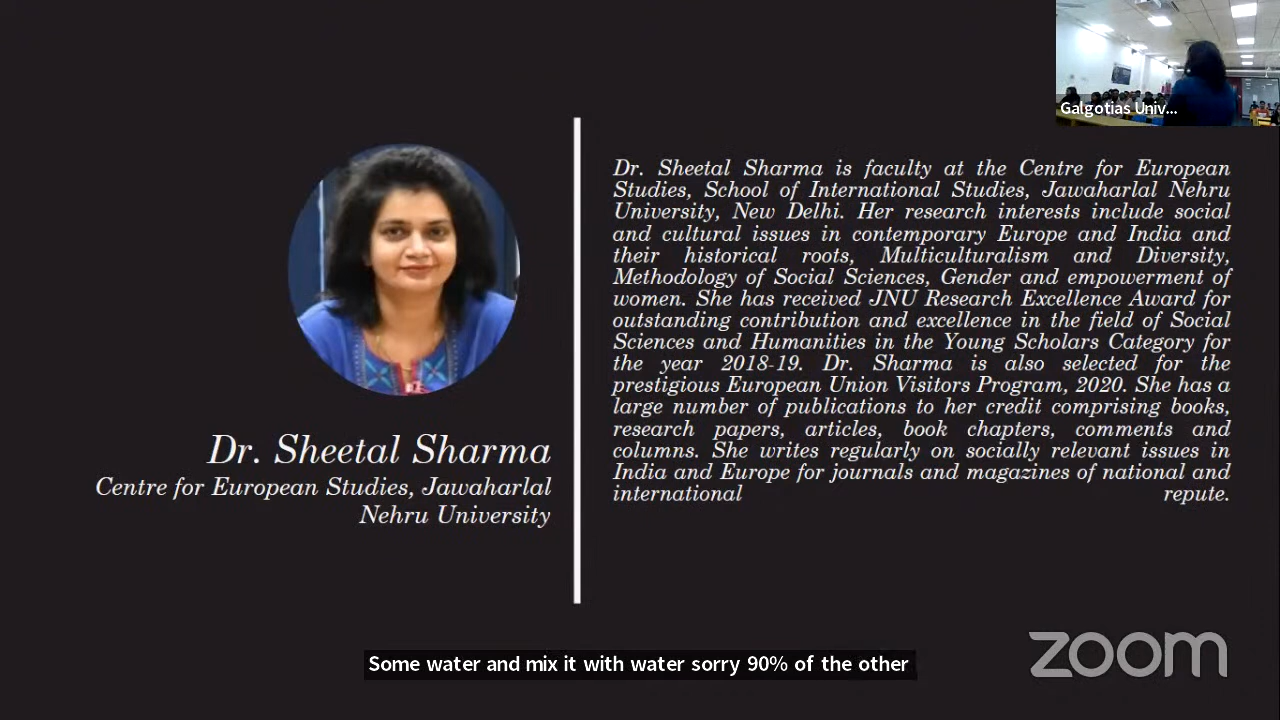 Galgotias Univ...
Dr. Sheetal Sharma is faculty at the Centre for European
Studies, School of International Studies, Jawaharlal Nehru
University, New Delhi. Her research interests include social
and cultural issues in contemporary Europe and India and
their historical roots, Multiculturalism and Diversity,
Methodology of Social Sciences, Gender and empowerment of
women. She has received JNU Research Excellence Award for
outstanding contribution and excellence in the field of Social
Sciences and Humanities in the Young Scholars Category for
the year 2018-19. Dr. Sharma is also selected for the
prestigious European Union Visitors Program, 2020. She has a
large number of publications to her credit comprising books,
research papers, articles, book chapters, comments and
columns. She writes regularly on socially relevant issues in
India and Europe for journals and magazines of national and
international repute.
Dr. Sheetal Sharma
Centre for European Studies, Jawaharlal
Nehru University
Some water and mix it with water sorry 90% of the other
zoom